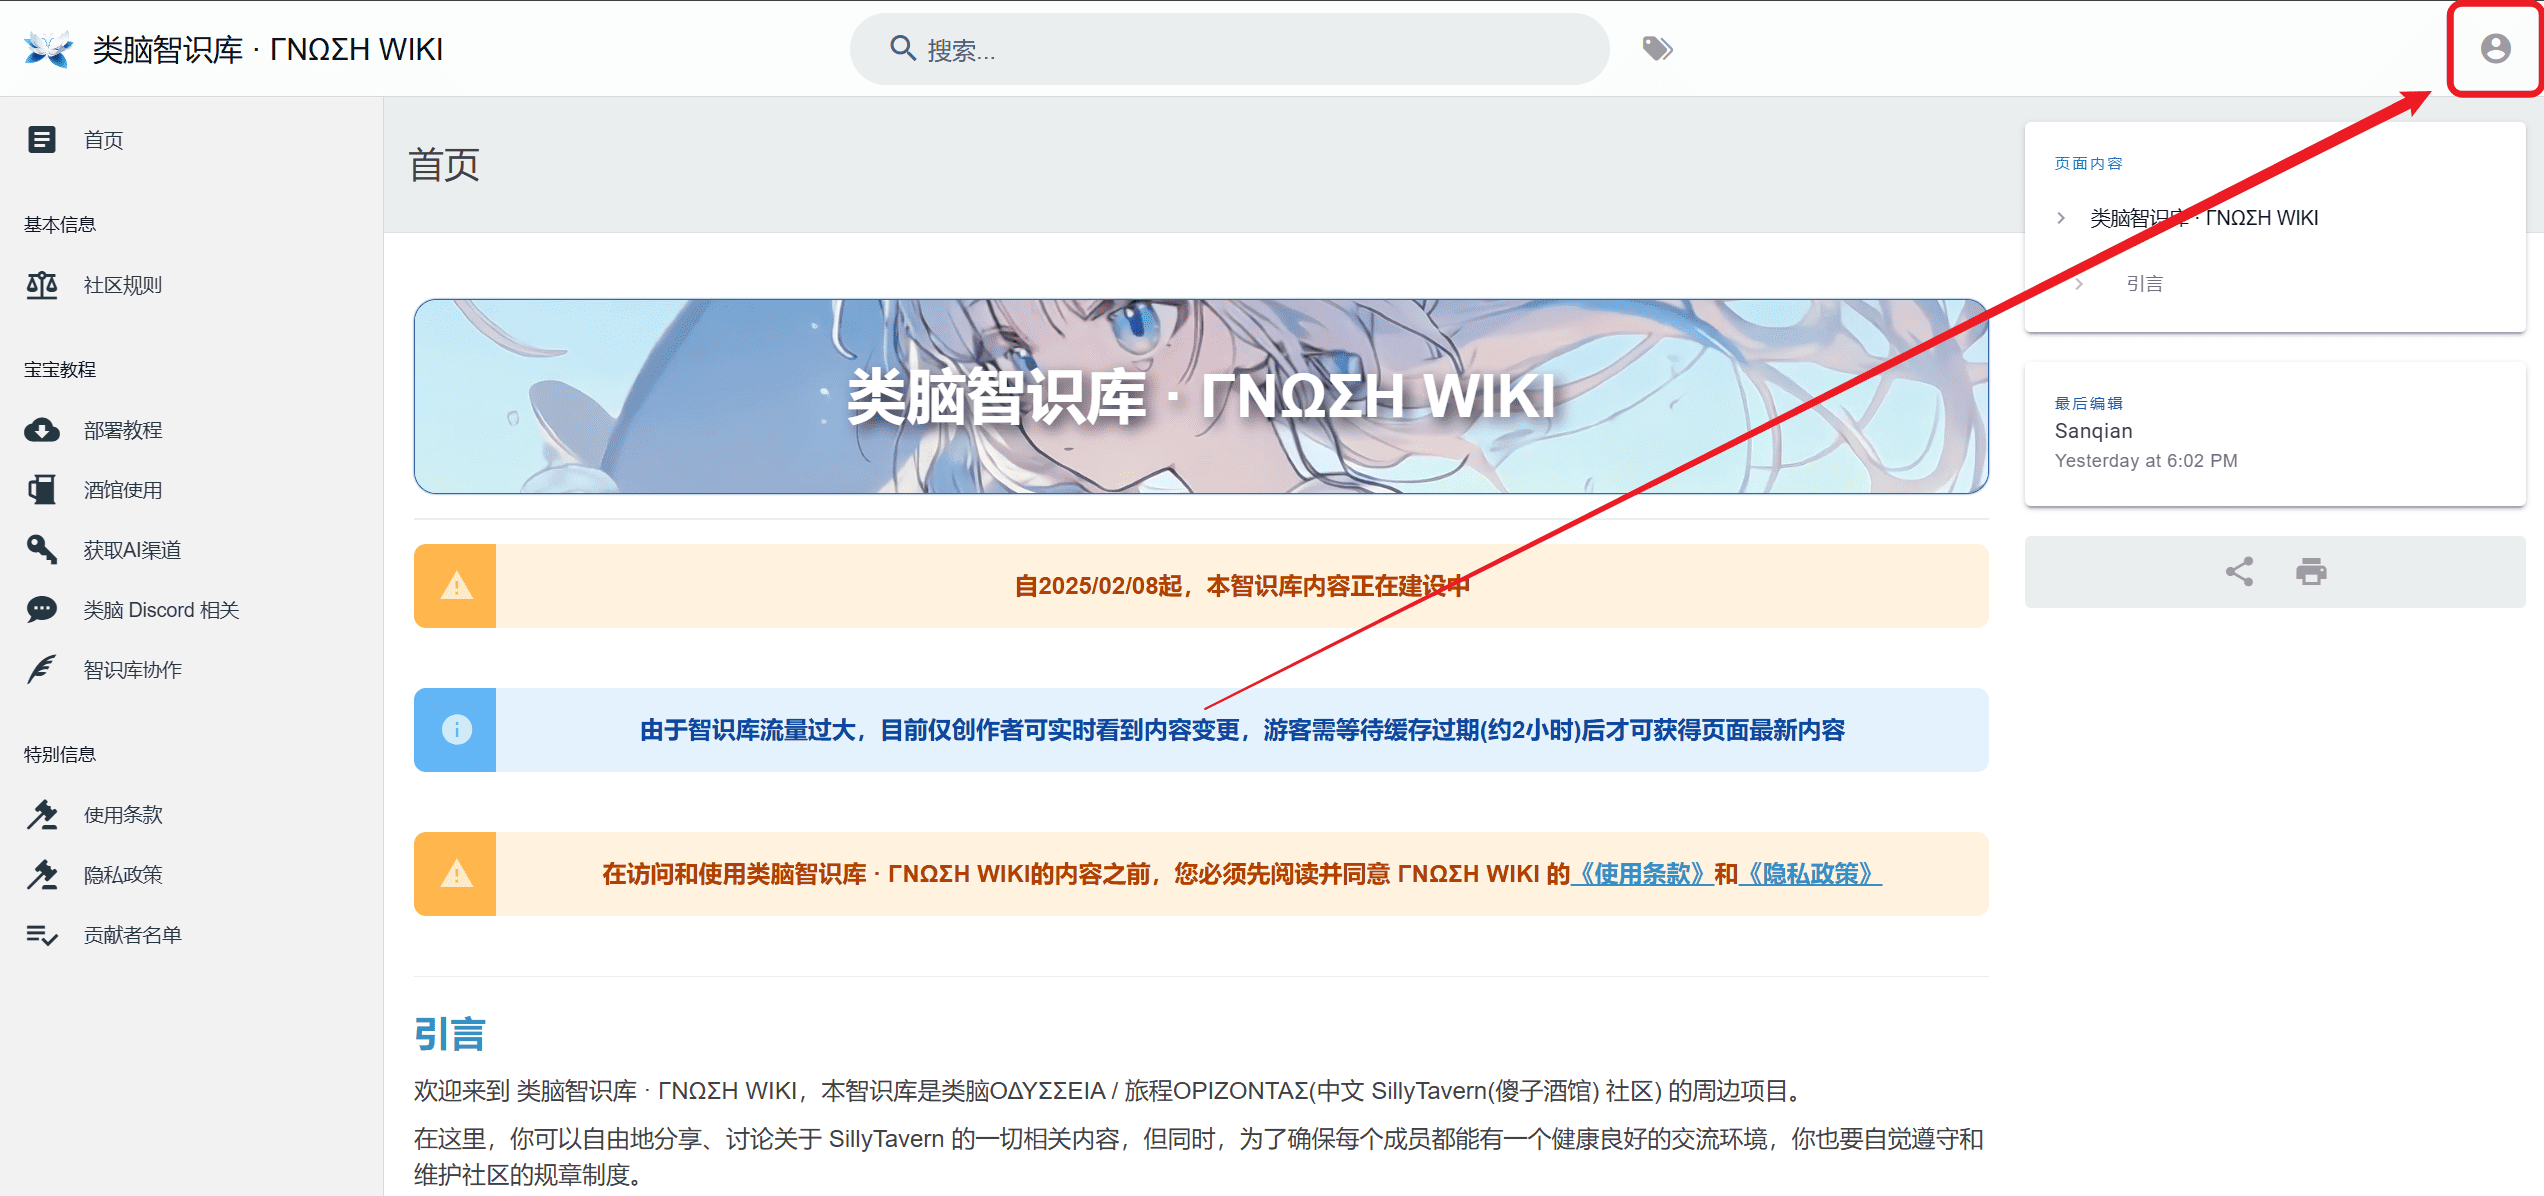 类脑智识库 · ΓΝΩΣΗ WIKI
搜索...
首页
基本信息
社区规则
宝宝教程
部署教程
酒馆使用
获取AI渠道
类脑 Discord 相关
智识库协作
特别信息
使用条款
隐私政策
贡献者名单
首页
类脑智识库 · ΓΝΩΣΗ WIKI
自2025/02/08起，本智识库内容正在建设中
由于智识库流量过大，目前仅创作者可实时看到内容变更，游客需等待缓存过期(约2小时)后才可获得页面最新内容
在访问和使用类脑智识库 · ΓΝΩΣΗ WIKI的内容之前，您必须先阅读并同意 ΓΝΩΣΗ WIKI 的《使用条款》和《隐私政策》
引言
欢迎来到 类脑智识库 · ΓΝΩΣΗ WIKI，本智识库是类脑ΟΔΥΣΣΕΙΑ / 旅程ΟΡΙΖΟΝΤΑΣ(中文 SillyTavern(傻子酒馆) 社区) 的周边项目。
在这里，你可以自由地分享、讨论关于 SillyTavern 的一切相关内容，但同时，为了确保每个成员都能有一个健康良好的交流环境，你也要自觉遵守和
维护社区的规章制度。
页面内容
类脑智识库 · ΓΝΩΣΗ WIKI
引言
最后编辑
Sanqian
Yesterday at 6:02 PM